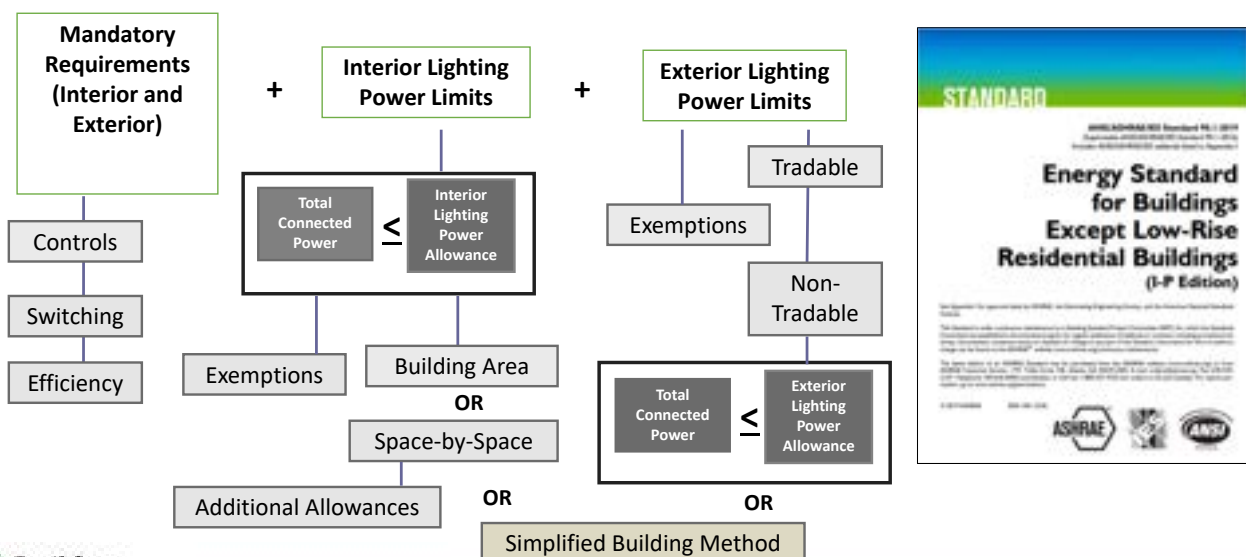 Mandatory
Requirements
(Interior and
Exterior)
+
Interior Lighting
Power Limits
+
Exterior Lighting
Power Limits
Controls
Switching
Efficiency
Total
Connected
Power
≤
Interior
Lighting
Power
Allowance
Exemptions
Building Area
OR
Space-by-Space
Additional Allowances
OR
Tradable
Exemptions
Non-
Tradable
Total
Connected
Power
≤
Exterior
Lighting
Power
Allowance
OR
Simplified Building Method
STANDARD
Energy Standard
for Buildings
Except Low-Rise
Residential Buildings
(I-P Edition)
ASHRAE
ANSI